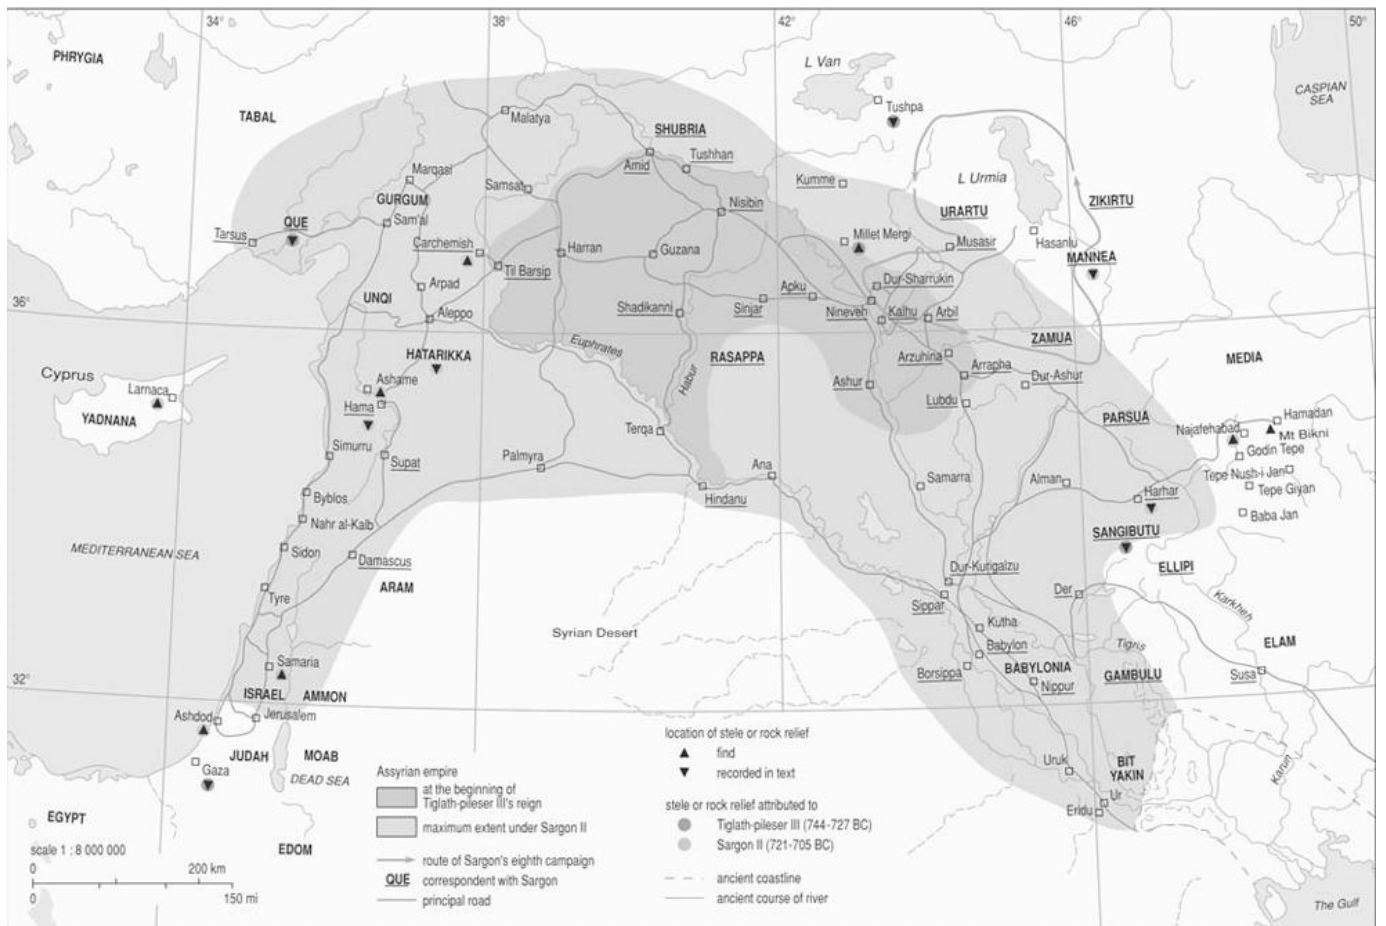 34°
38°
42°
46°
50°
PHRYGIA
L Van
CASPIAN
SEA
TABAL
Malatya
Tushpa
SHUBRIA
Amid
Tushhan
Marqasi
Samsat
Kumme
L Urmia
GURGUM
Nisibin
URARTU
ZIKIRTU
QUE
Sam'al
Tarsus
Carchemish
Harran
Guzana
Millet Mergi
Musasir
Hasanlu
MANNEA
Til Barsip
Arpad
Dur-Sharrukin
UNQI
Apku
36°
36°
Aleppo
Shadikanni
Sinjar
Nineveh
Kalhu
Arbil
Euphrates
ZAMUA
HATARIKKA
RASAPPA
Arzuhina
MEDIA
Cyprus
Ashame
Habur
Ashur
Arrapha
Dur-Ashur
Larnaca
Hama
Lubdu
YADNANA
PARSUA
Hamadan
Najafehabad
Mt Bikni
Terqa
Godin Tepe
Simurru
Supat
Palmyra
Ana
Samarra
Alman
Tepe Nush-i Jan
Byblos
Hindanu
Harhar
Tepe Giyan
Nahr al-Kalb
Baba Jan
SANGIBUTU
MEDITERRANEAN SEA
Sidon
Damascus
ELLIPI
ARAM
Dur-Kurigalzu
Tyre
Sippar
Der
Karkheh
Kutha
Syrian Desert
Babylon
Tigris
ELAM
Samaria
Borsippa
BABYLONIA
GAMBULU
Susa
32°
ISRAEL
AMMON
Nippur
Ashdod
Jerusalem
JUDAH
MOAB
Gaza
DEAD SEA
Uruk
BIT
YAKIN
Karun
Ur
Eridu
EGYPT
EDOM
The Gulf
scale 1 : 8 000 000
0
200 km
0
150 mi
Assyrian empire
at the beginning of
Tiglath-pileser III's reign
maximum extent under Sargon II
route of Sargon's eighth campaign
QUE
correspondent with Sargon
principal road
location of stele or rock relief
find
recorded in text
stele or rock relief attributed to
Tiglath-pileser III (744-727 BC)
Sargon II (721-705 BC)
ancient coastline
ancient course of river